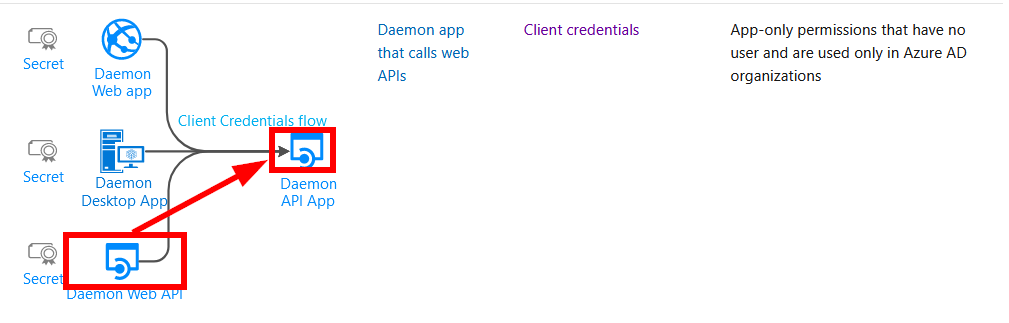 Secret
Daemon
Web app
Client Credentials flow
Secret
Daemon
Desktop App
Daemon
API App
Secret
Daemon Web API
Daemon app
that calls web
APIs
Client credentials
App-only permissions that have no
user and are used only in Azure AD
organizations